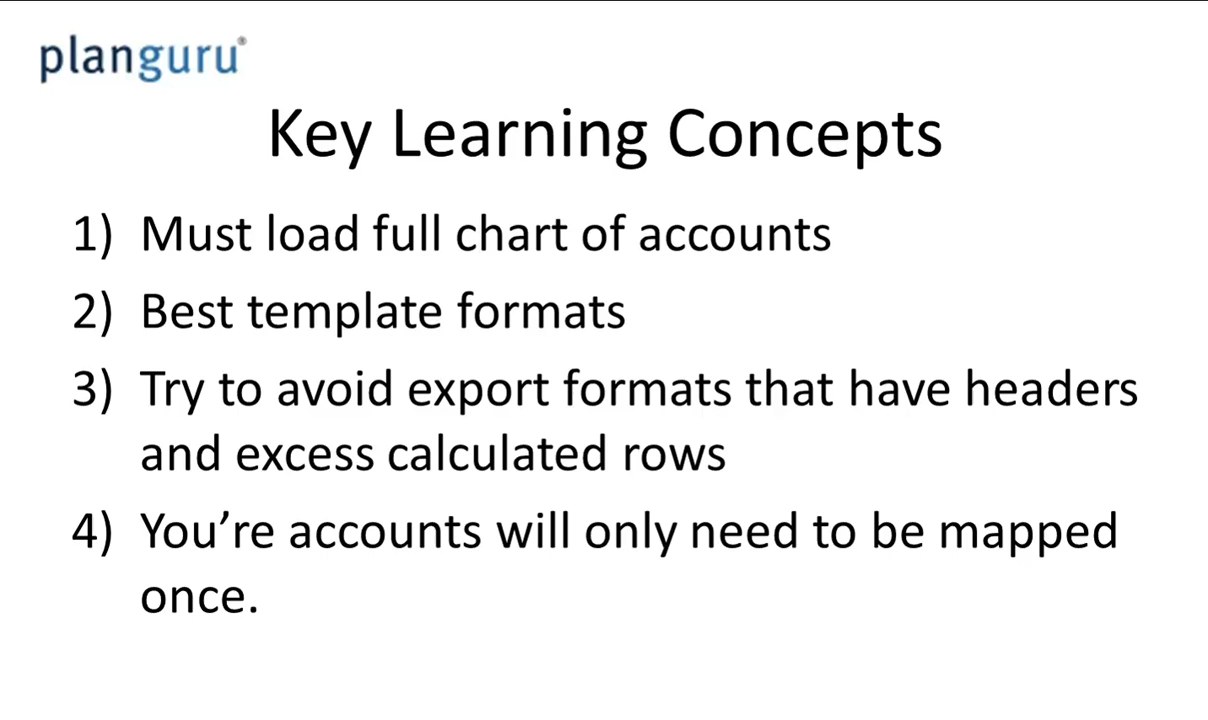 planguru®
Key Learning Concepts
1) Must load full chart of accounts
2) Best template formats
3) Try to avoid export formats that have headers
and excess calculated rows
4) You’re accounts will only need to be mapped
once.